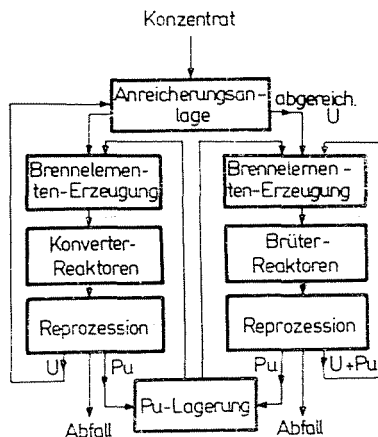 Konzentrat
Anreicherungsan-
lage
abgereich.
U
Brennelemen-
ten-Erzeugung
Brennelemen-
ten-Erzeugung
Konverter-
Reaktoren
Brüter-
Reaktoren
Reprozession
Reprozession
U
Pu
Pu
U+Pu
Pu-Lagerung
Abfall
Abfall